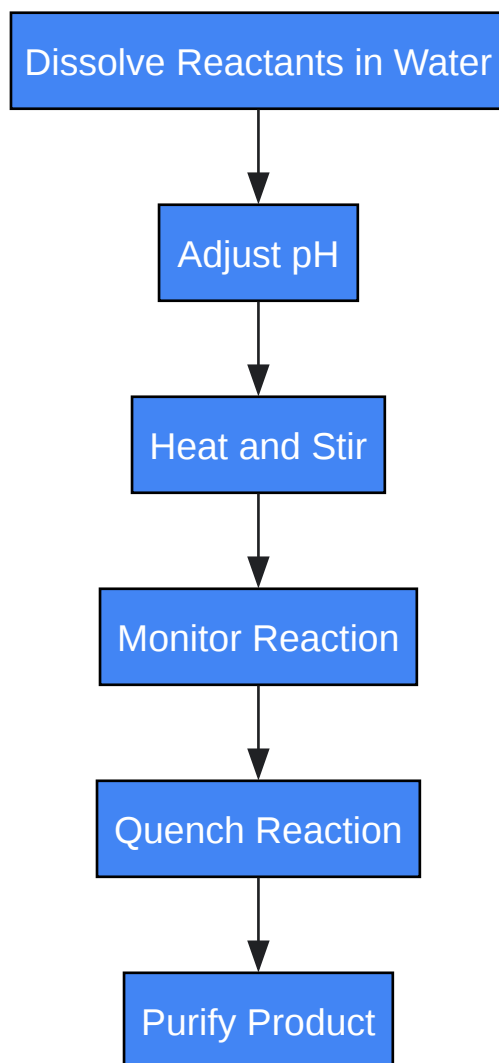 Dissolve Reactants in Water
Adjust pH
Heat and Stir
Monitor Reaction
Quench Reaction
Purify Product